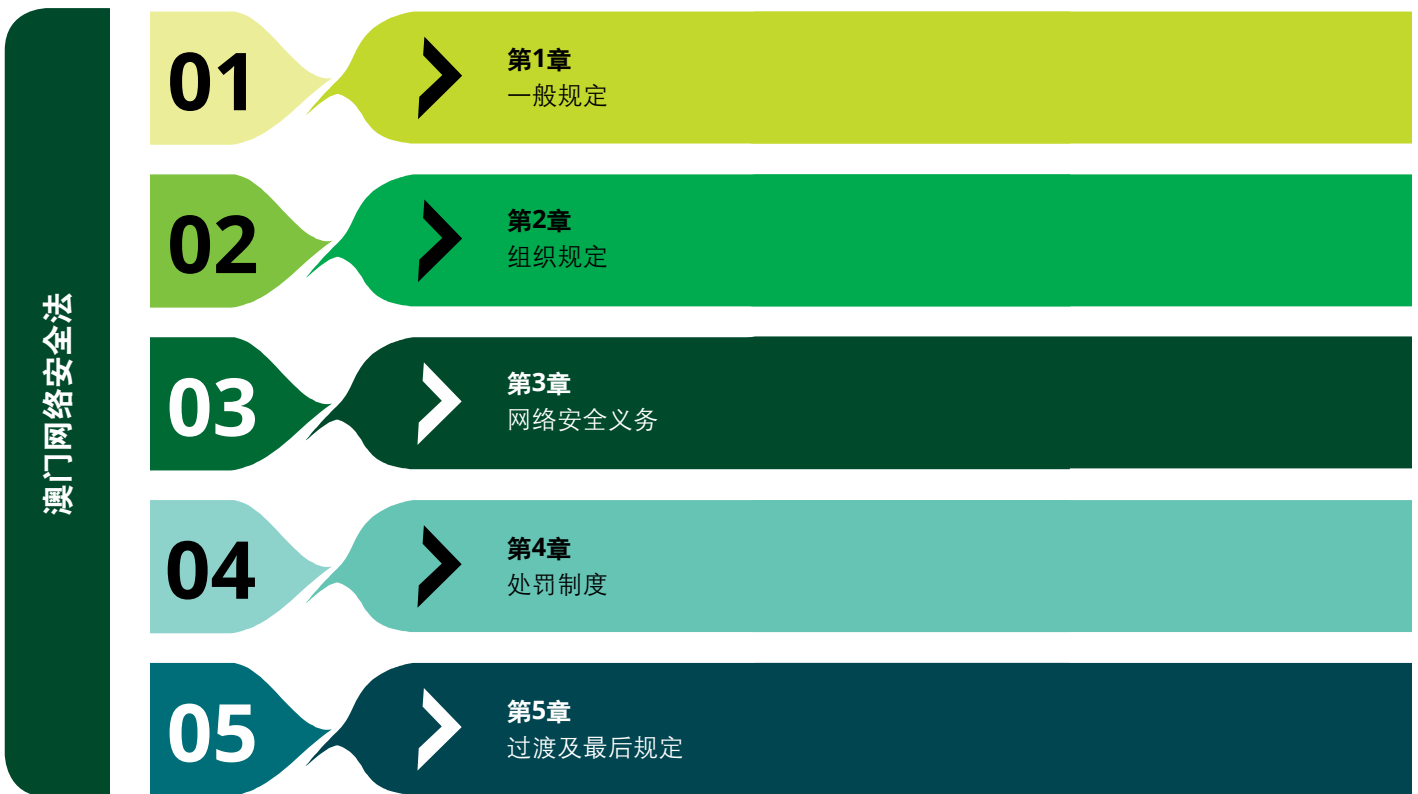 澳门网络安全法
01
第1章
一般规定
02
第2章
组织规定
03
第3章
网络安全义务
04
第4章
处罚制度
05
第5章
过渡及最后规定